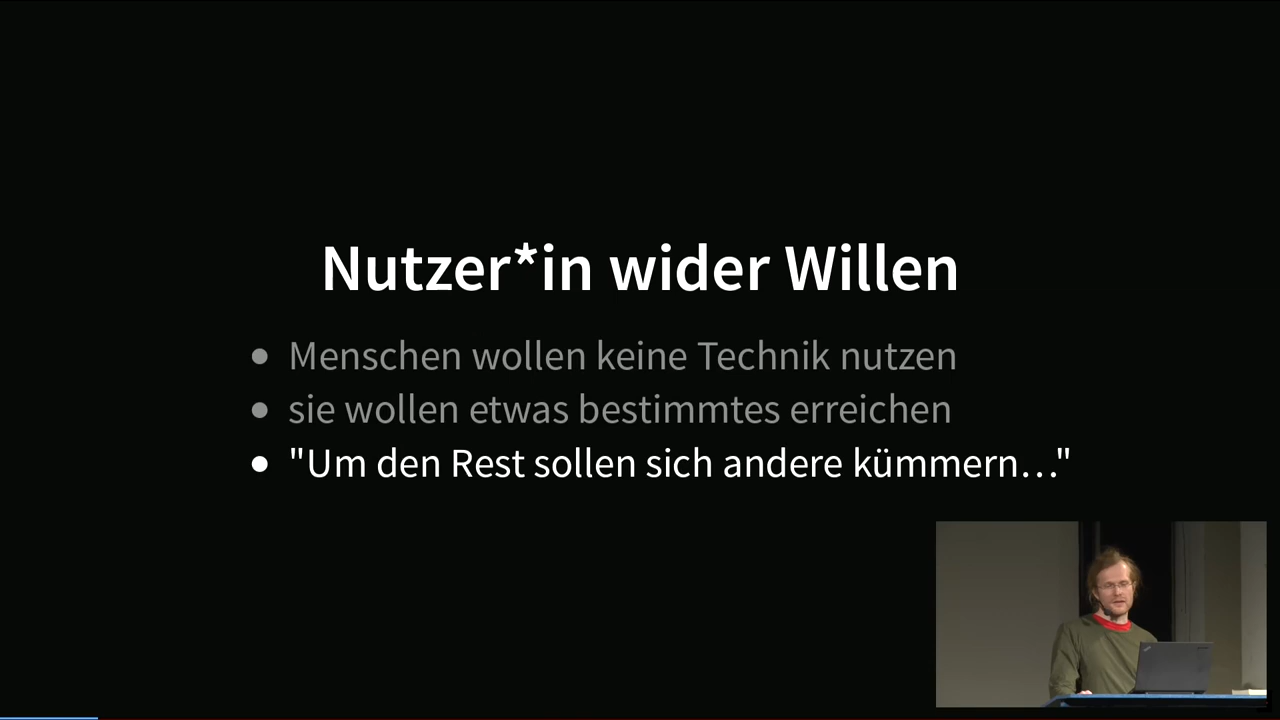 Nutzer*in wider Willen
Menschen wollen keine Technik nutzen
sie wollen etwas bestimmtes erreichen
"Um den Rest sollen sich andere kümmern…"